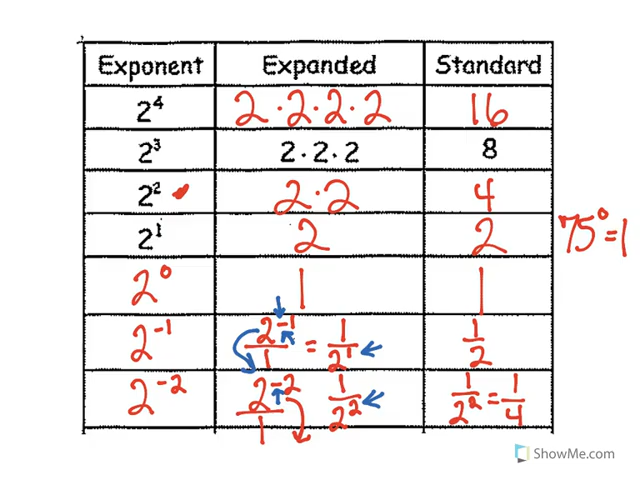 Exponent Expanded Standard
2⁴ 2·2·2·2 16
2³ 2·2·2 8
2² 2·2 4
2¹ 2 2 75⁰=1
2⁰ 1 1
2⁻¹ 2⁻¹/1 = 1/2¹ 1/2
2⁻² 2⁻²/1 1/2² 1/2²=1/4
ShowMe.com